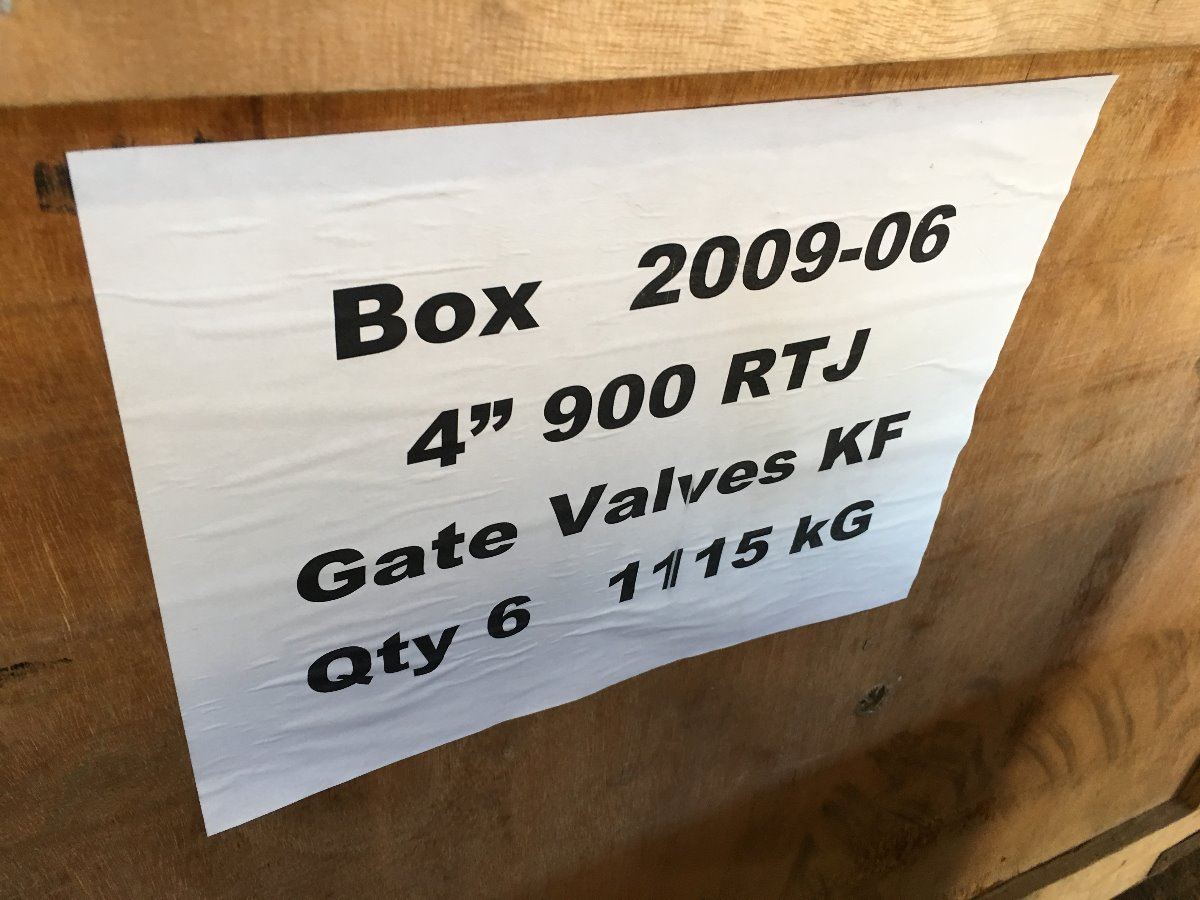 Box 2009-06
4” 900 RTJ
Gate Valves KF
Qty 6 1115 kG